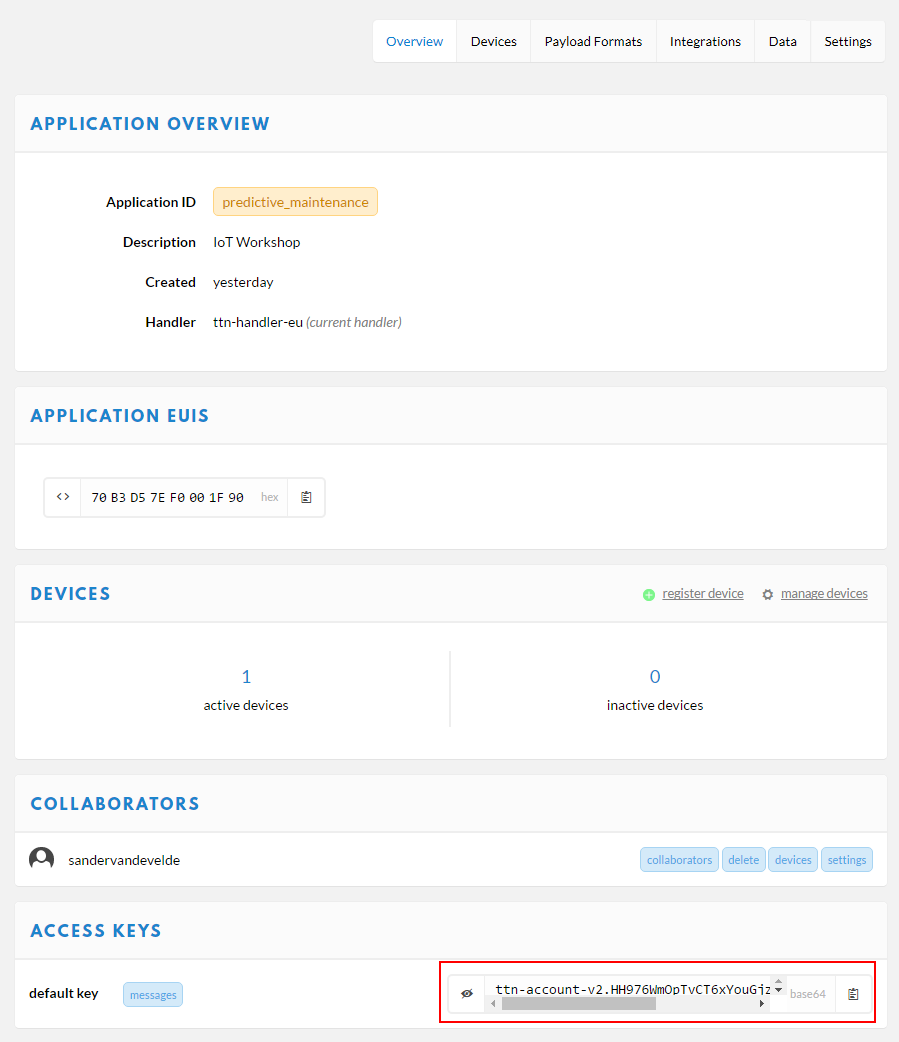 Overview Devices Payload Formats Integrations Data Settings
APPLICATION OVERVIEW
Application ID predictive_maintenance
Description IoT Workshop
Created yesterday
Handler ttn-handler-eu (current handler)
APPLICATION EUIS
<> 70 B3 D5 7E F0 00 1F 90 hex
DEVICES register device manage devices
1 0
active devices inactive devices
COLLABORATORS
sandervandevelde collaborators delete devices settings
ACCESS KEYS
default key messages ttn-account-v2.HH976WmOpTvCT6xYouGjz base64